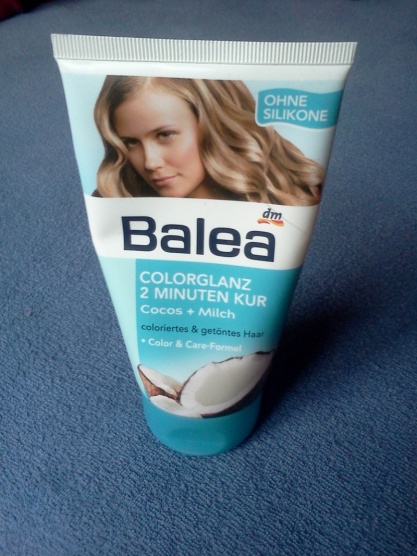 OHNE
SILIKONE
dm
Balea
COLORGLANZ
2 MINUTEN KUR
Cocos + Milch
coloriertes & getöntes Haar
• Color & Care-Formel